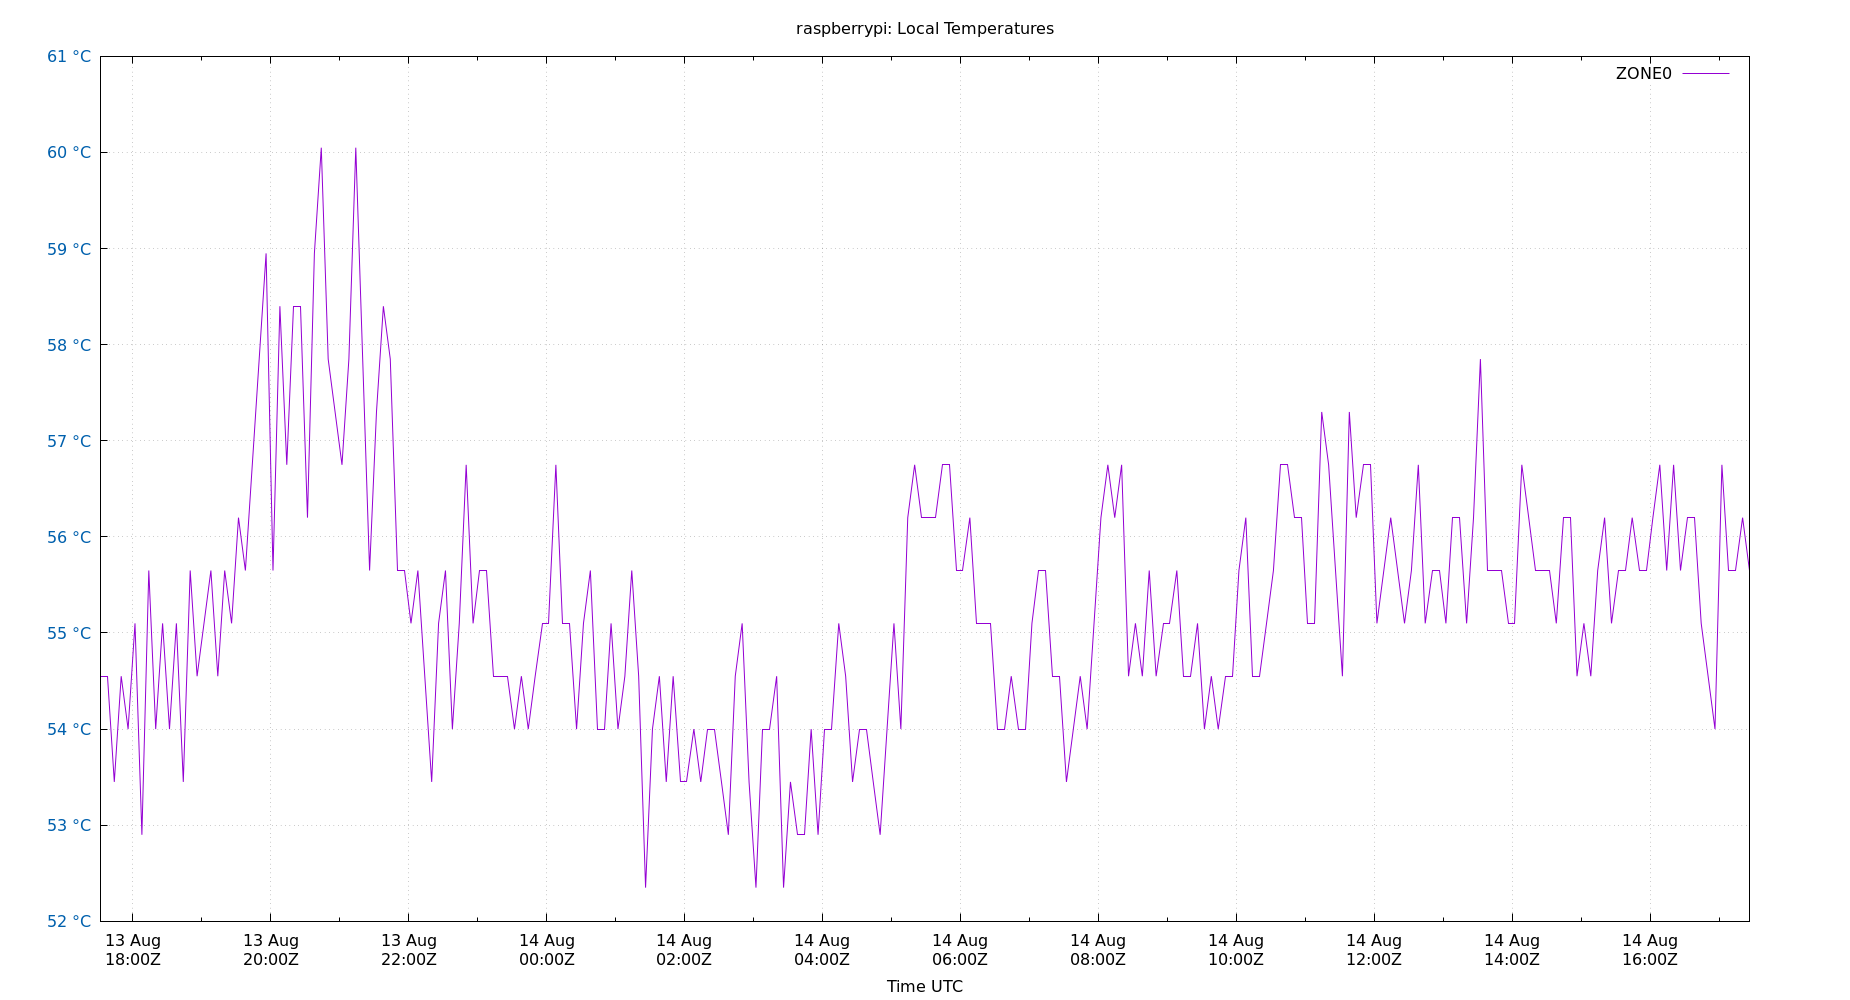 raspberrypi: Local Temperatures
61 °C
ZONE0
60 °C
59 °C
58 °C
57 °C
56 °C
55 °C
54 °C
53 °C
52 °C
13 Aug 13 Aug 13 Aug 14 Aug 14 Aug 14 Aug 14 Aug 14 Aug 14 Aug 14 Aug 14 Aug 14 Aug
18:00Z 20:00Z 22:00Z 00:00Z 02:00Z 04:00Z 06:00Z 08:00Z 10:00Z 12:00Z 14:00Z 16:00Z
Time UTC